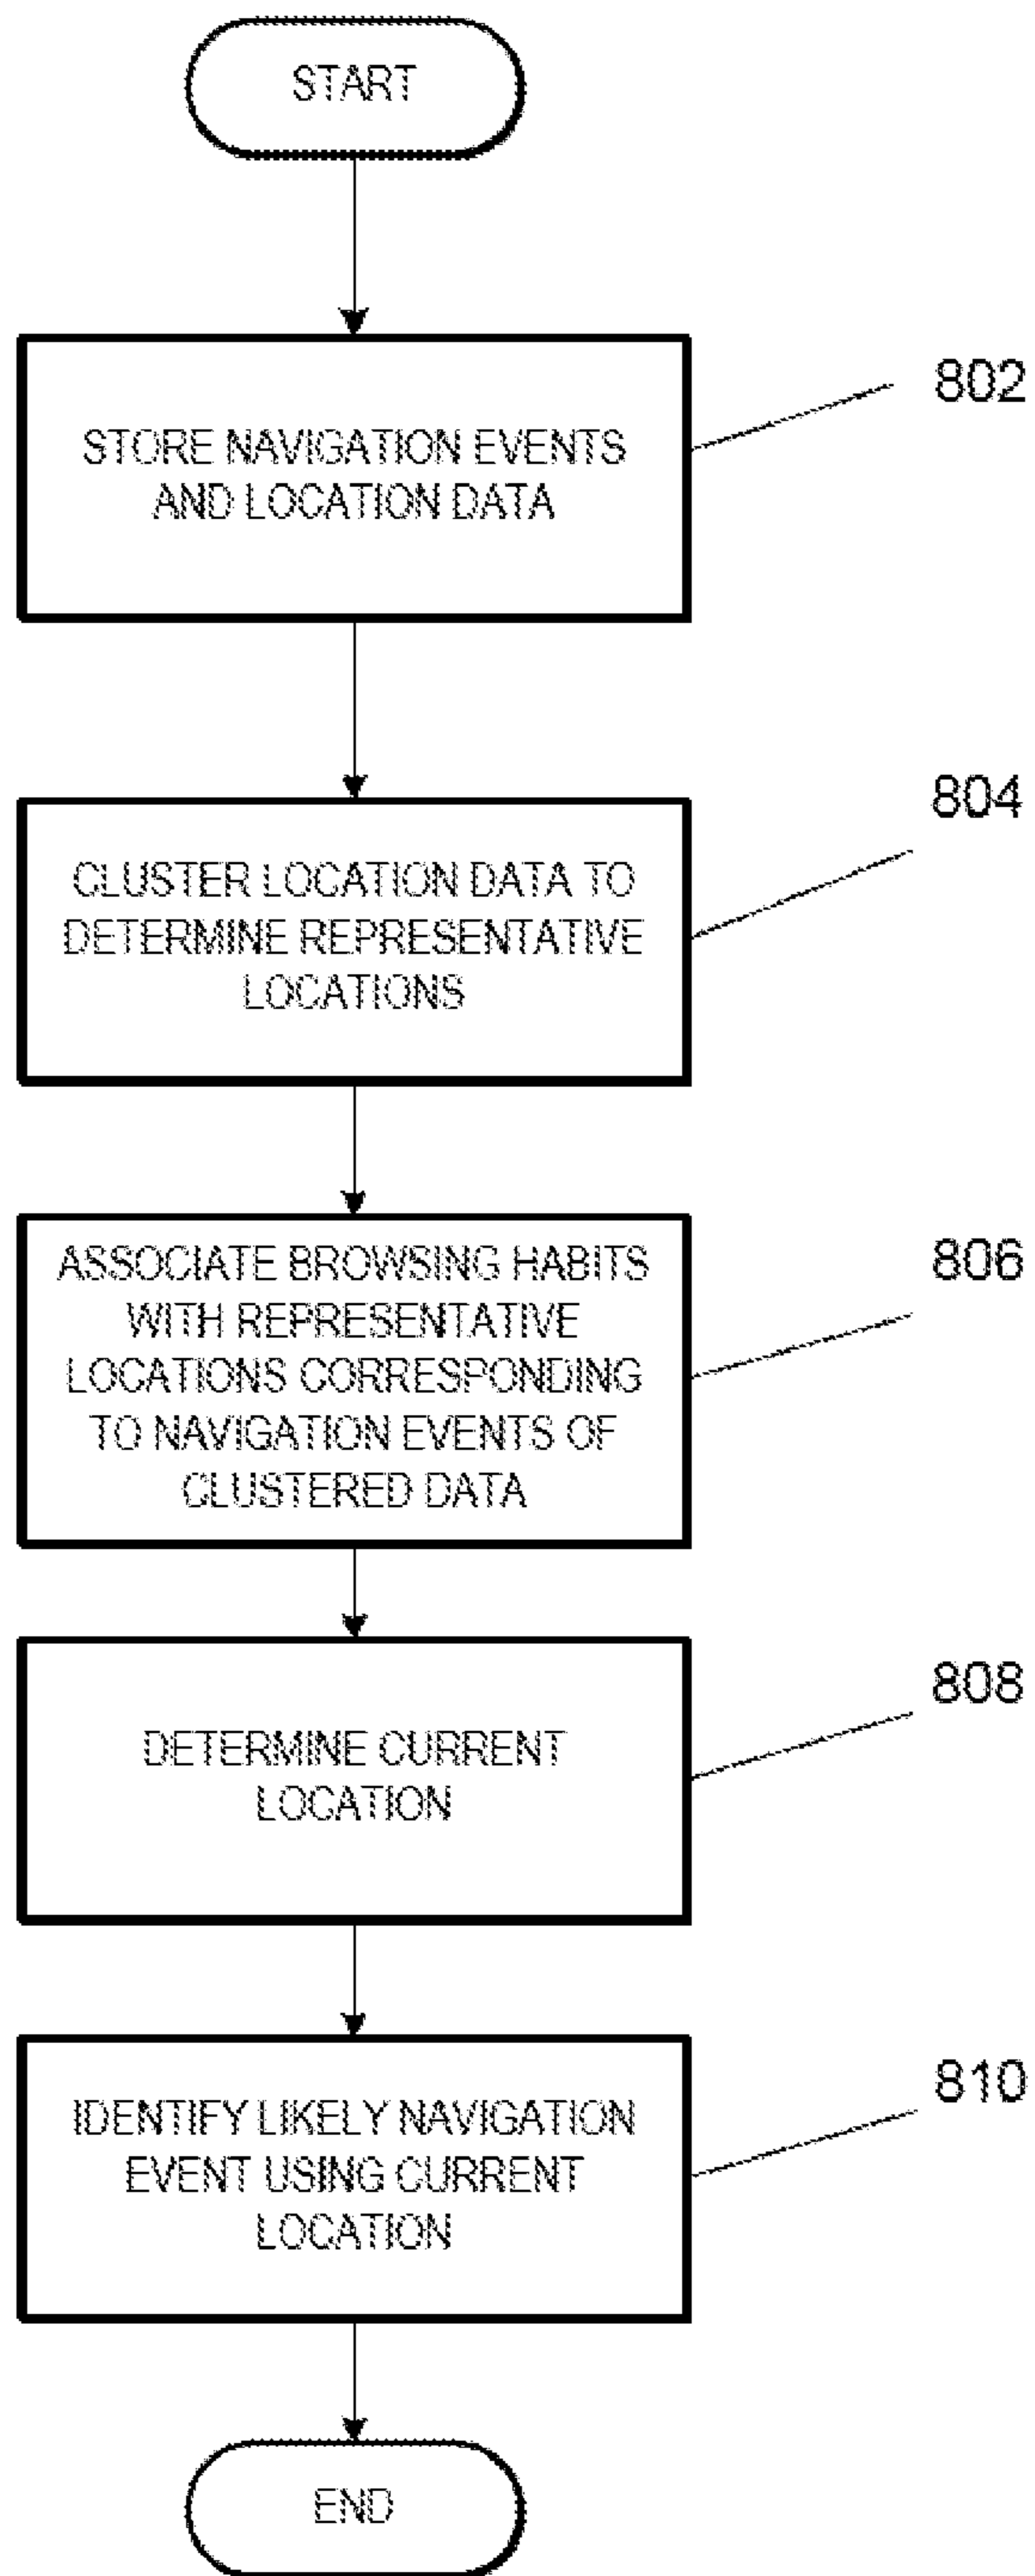 START
802
STORE NAVIGATION EVENTS
AND LOCATION DATA
804
CLUSTER LOCATION DATA TO
DETERMINE REPRESENTATIVE
LOCATIONS
806
ASSOCIATE BROWSING HABITS
WITH REPRESENTATIVE
LOCATIONS CORRESPONDING
TO NAVIGATION EVENTS OF
CLUSTERED DATA
808
DETERMINE CURRENT
LOCATION
810
IDENTIFY LIKELY NAVIGATION
EVENT USING CURRENT
LOCATION
END